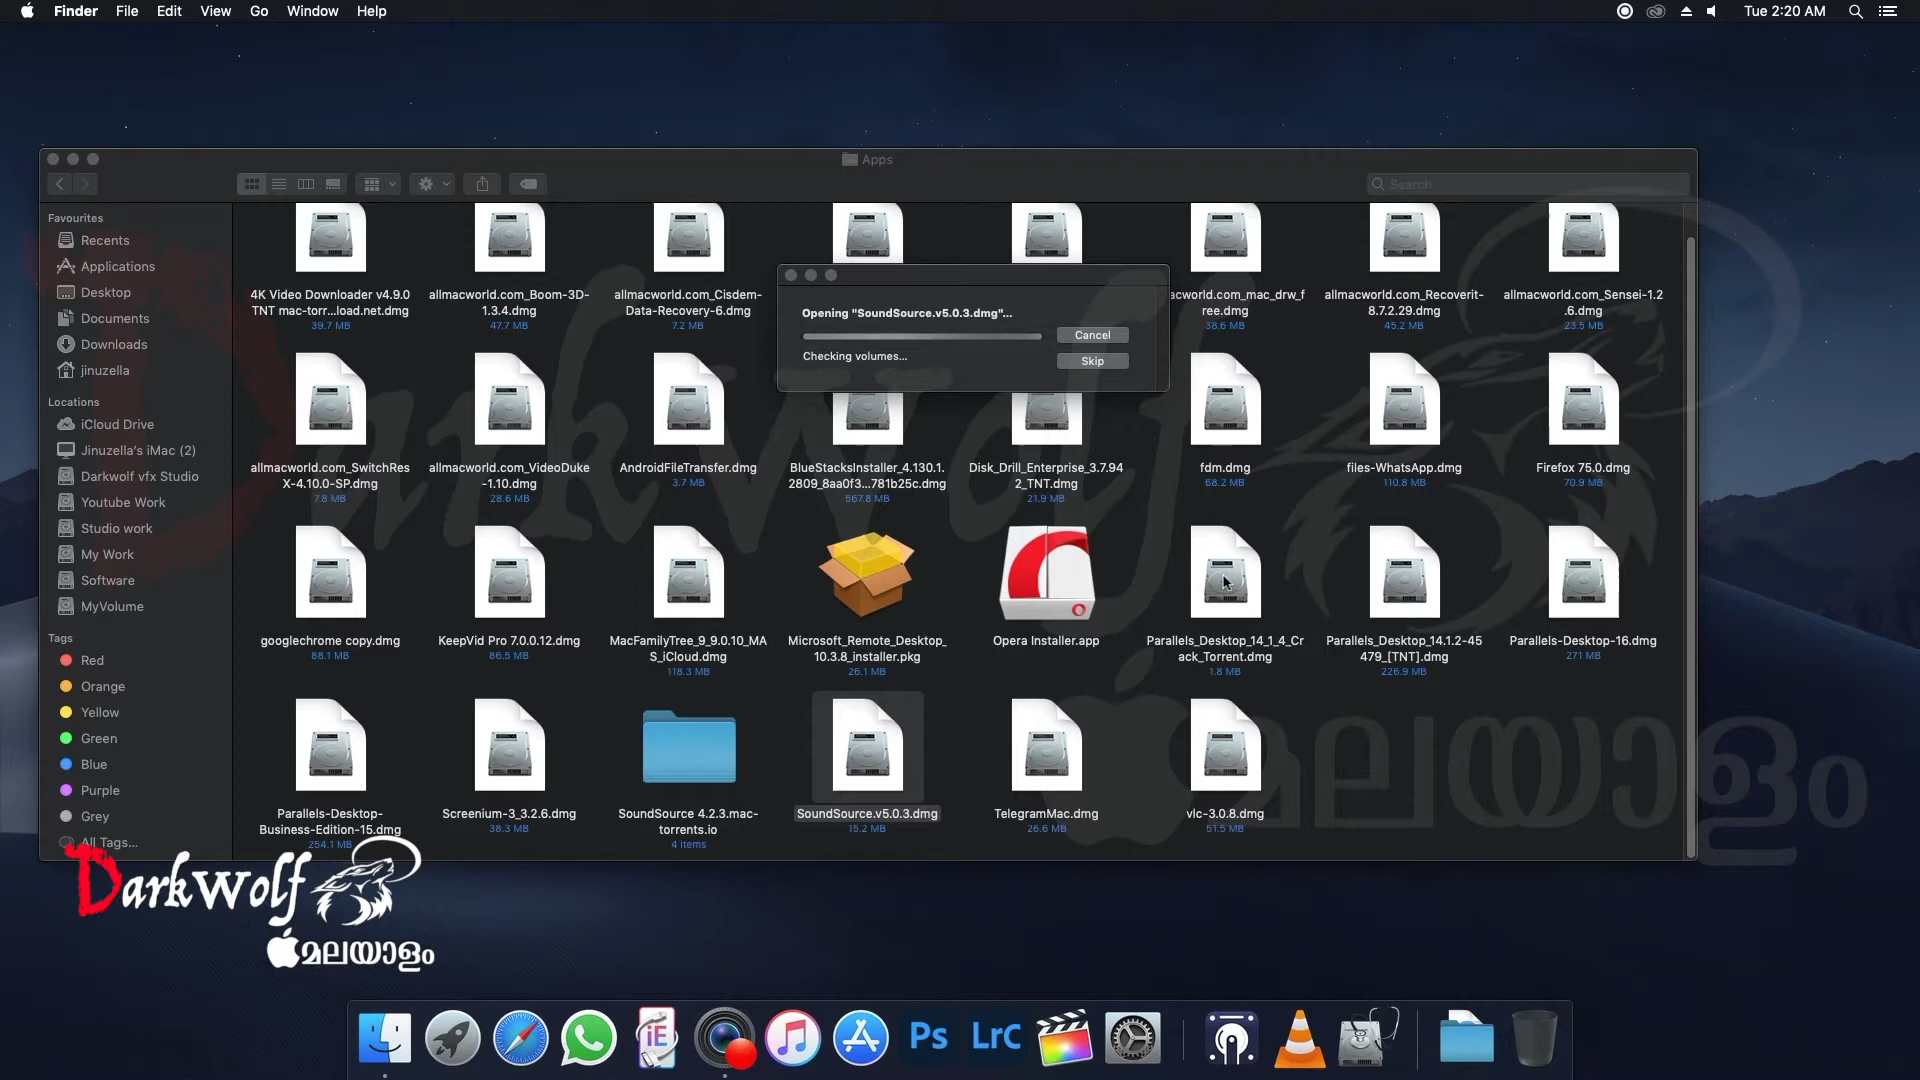 Finder File Edit View Go Window Help
Tue 2:20 AM
Apps
Search
Favourites
Recents
Applications
Desktop
Documents
Downloads
jinuzella
Locations
iCloud Drive
Jinuzella's iMac (2)
Darkwolf vfx Studio
Youtube Work
Studio work
My Work
Software
MyVolume
Tags
Red
Orange
Yellow
Green
Blue
Purple
Grey
All Tags...
4K Video Downloader v4.9.0
TNT mac-torr...load.net.dmg
39.7 MB
allmacworld.com_Boom-3D-
1.3.4.dmg
47.7 MB
allmacworld.com_Cisdem-
Data-Recovery-6.dmg
7.2 MB
Opening "SoundSource.v5.0.3.dmg"...
Cancel
Checking volumes...
Skip
acworld.com_mac_drw_f
ree.dmg
38.6 MB
allmacworld.com_Recoverit-
8.7.2.29.dmg
45.2 MB
allmacworld.com_Sensei-1.2
.6.dmg
23.5 MB
allmacworld.com_SwitchRes
X-4.10.0-SP.dmg
7.8 MB
allmacworld.com_VideoDuke
-1.10.dmg
28.6 MB
AndroidFileTransfer.dmg
3.7 MB
BlueStacksInstaller_4.130.1.
2809_8aa0f3...781b25c.dmg
567.8 MB
Disk_Drill_Enterprise_3.7.94
2_TNT.dmg
21.9 MB
fdm.dmg
68.2 MB
files-WhatsApp.dmg
110.8 MB
Firefox 75.0.dmg
70.9 MB
googlechrome copy.dmg
88.1 MB
KeepVid Pro 7.0.0.12.dmg
86.5 MB
MacFamilyTree_9_9.0.10_MA
S_iCloud.dmg
118.3 MB
Microsoft_Remote_Desktop_
10.3.8_installer.pkg
26.1 MB
Opera Installer.app
Parallels_Desktop_14_1_4_Cr
ack_Torrent.dmg
1.8 MB
Parallels_Desktop_14.1.2-45
479_[TNT].dmg
226.9 MB
Parallels-Desktop-16.dmg
271 MB
Parallels-Desktop-
Business-Edition-15.dmg
254.1 MB
Screenium-3_3.2.6.dmg
38.3 MB
SoundSource 4.2.3.mac-
torrents.io
4 items
SoundSource.v5.0.3.dmg
15.2 MB
TelegramMac.dmg
26.6 MB
vlc-3.0.8.dmg
51.5 MB
DarkWolf
മലയാളം
DarkWolf
മലയാളം
iE
Ps
LrC